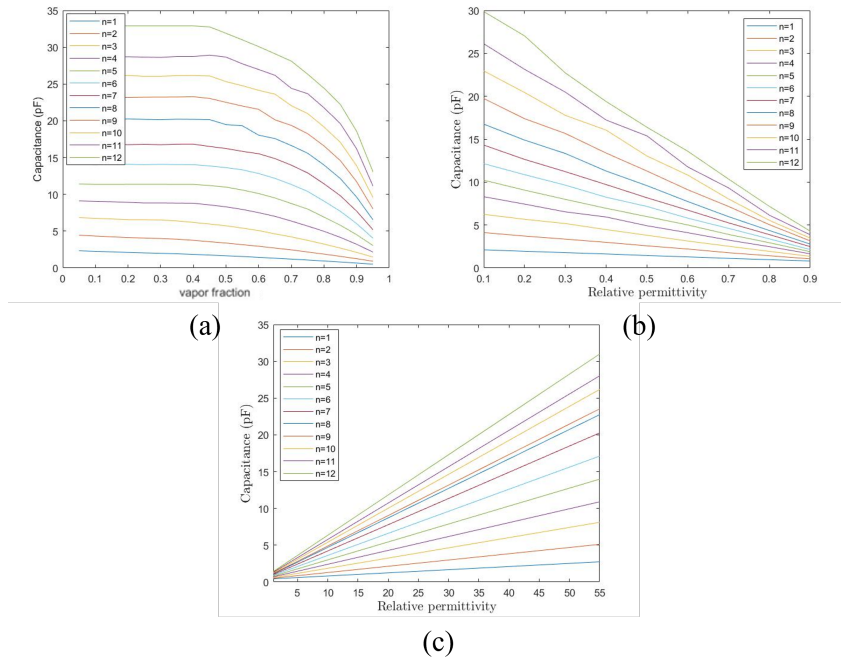 35
30
25
20
15
10
5
0
Capacitance (pF)
0 0.1 0.2 0.3 0.4 0.5 0.6 0.7 0.8 0.9 1
vapor fraction
n=1
n=2
n=3
n=4
n=5
n=6
n=7
n=8
n=9
n=10
n=11
n=12
(a)
30
25
20
15
10
5
0
Capacitance (pF)
0.1 0.2 0.3 0.4 0.5 0.6 0.7 0.8 0.9
Relative permittivity
n=1
n=2
n=3
n=4
n=5
n=6
n=7
n=8
n=9
n=10
n=11
n=12
(b)
35
30
25
20
15
10
5
0
Capacitance (pF)
5 10 15 20 25 30 35 40 45 50 55
Relative permittivity
n=1
n=2
n=3
n=4
n=5
n=6
n=7
n=8
n=9
n=10
n=11
n=12
(c)